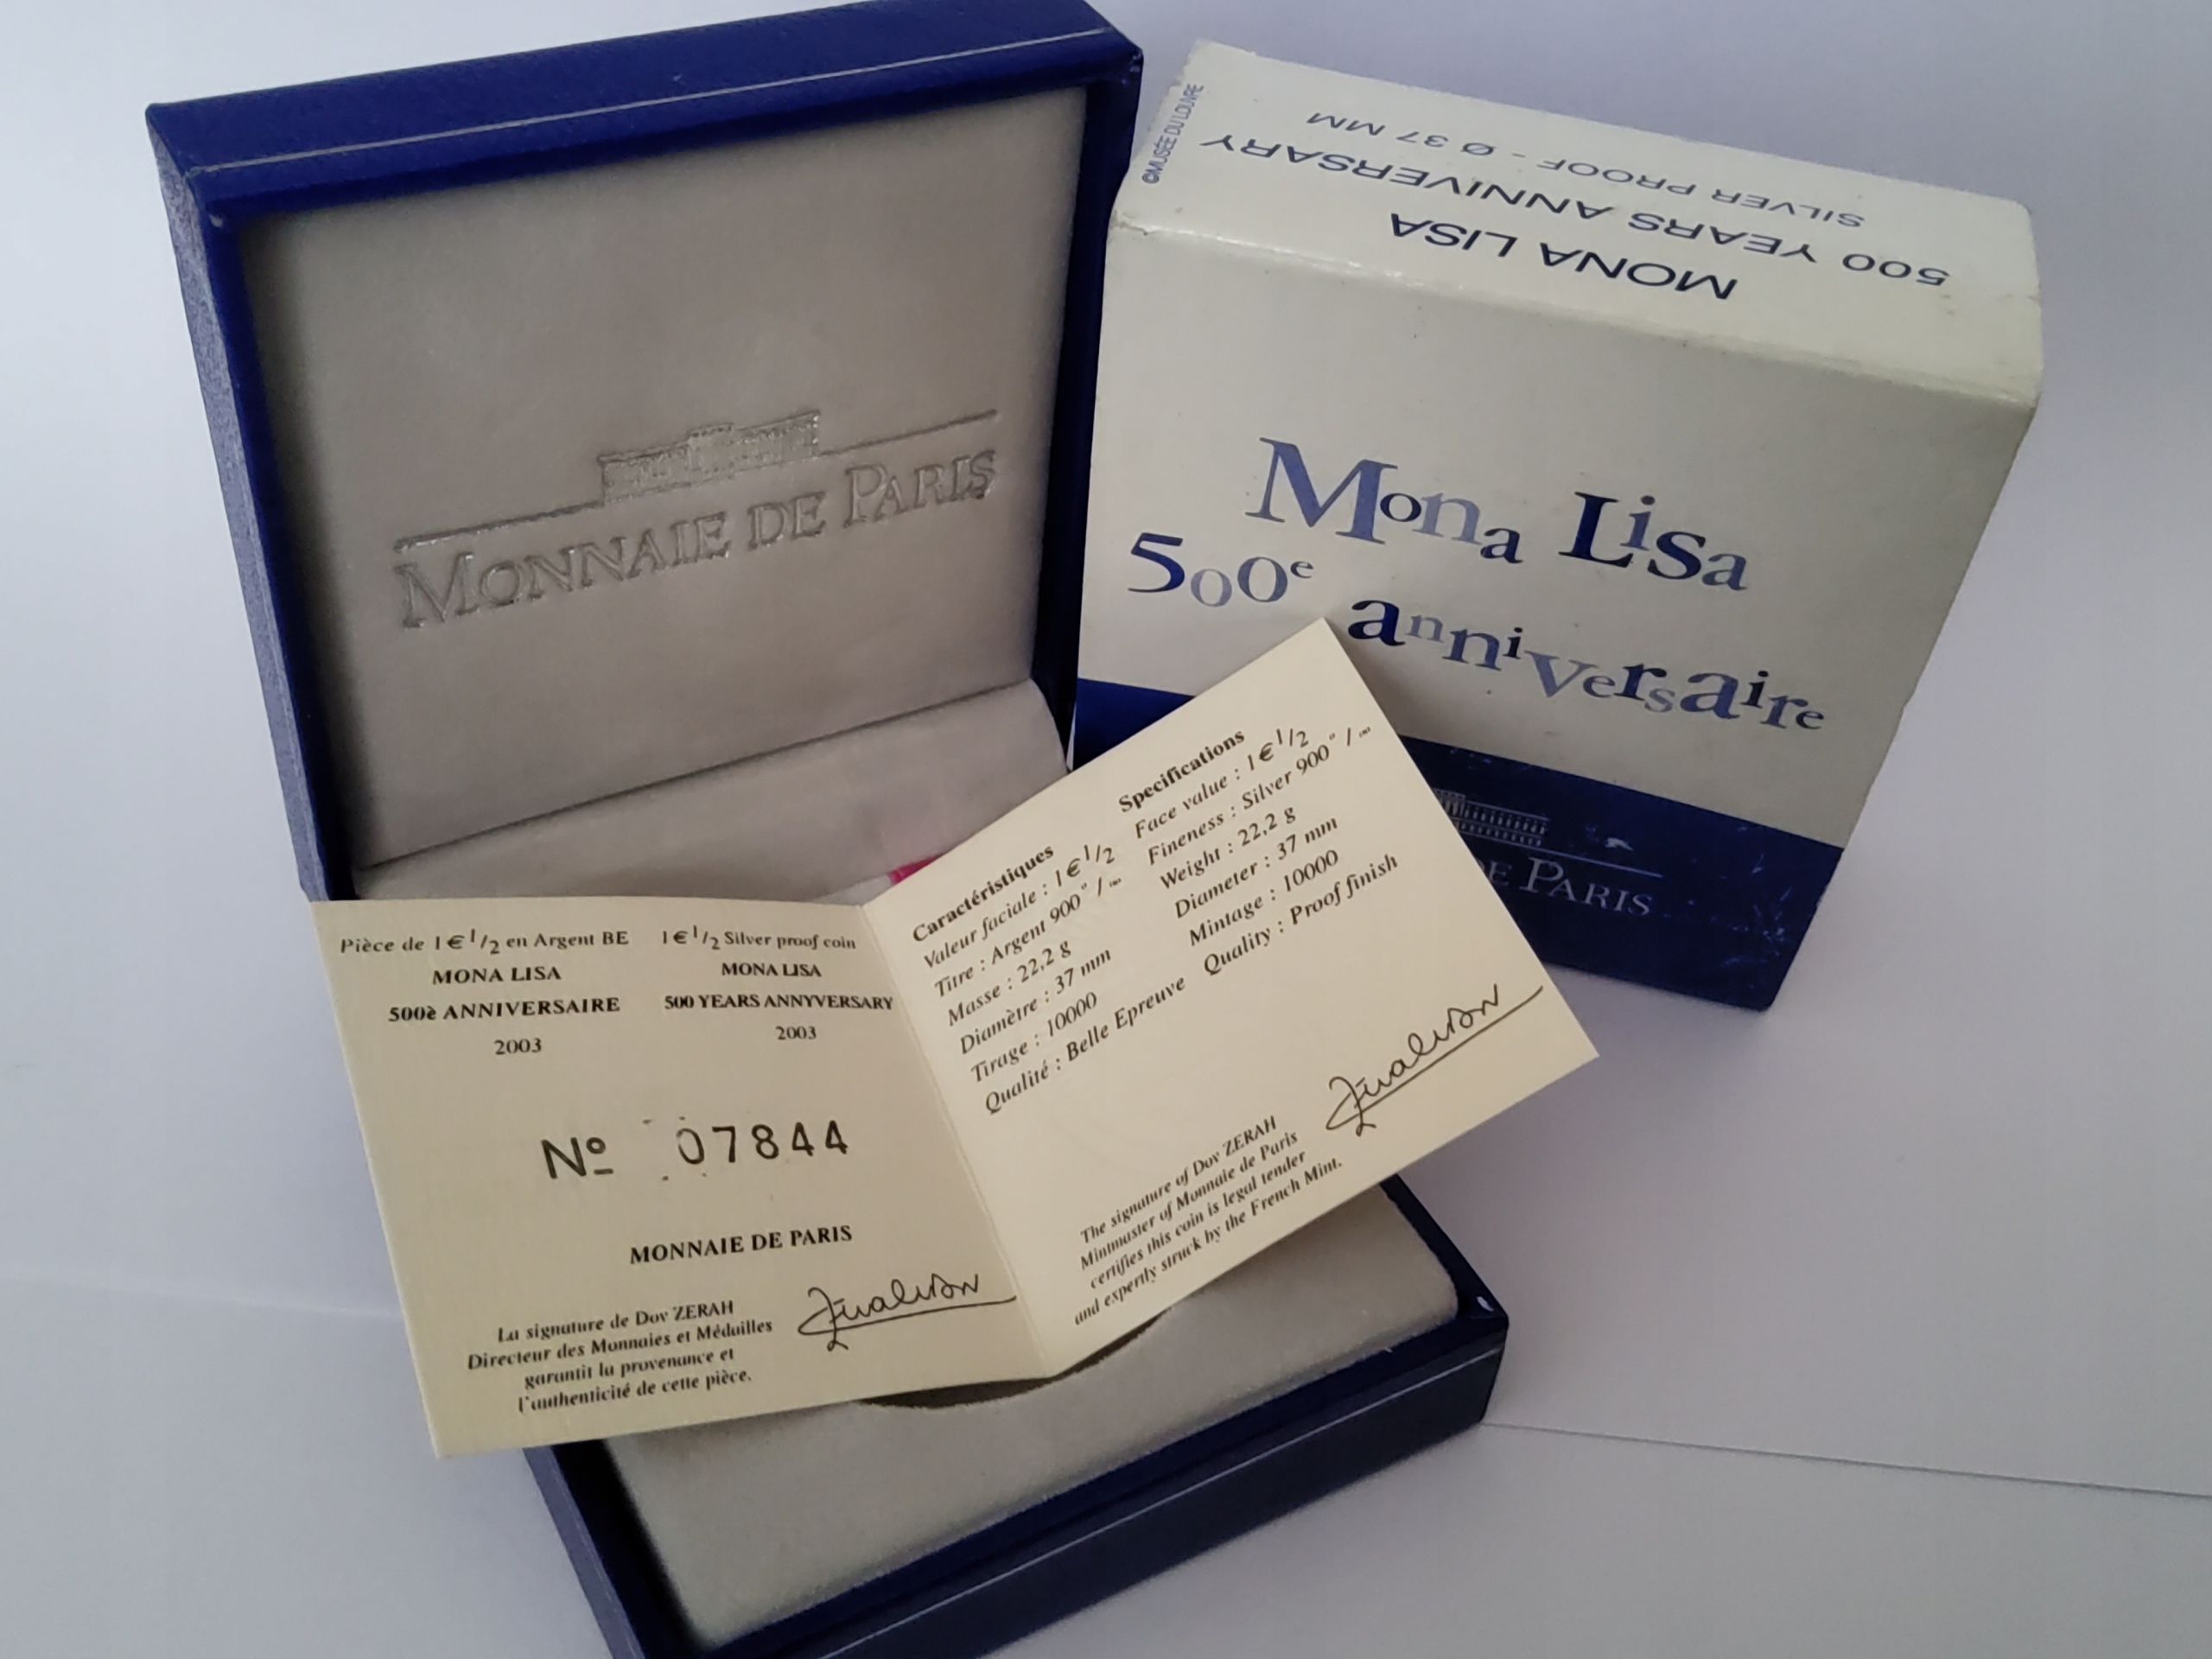 MONNAIE DE PARIS
©MUSÉE DU LOUVRE
MONA LISA
500 YEARS ANNIVERSARY
SILVER PROOF - Ø 37 MM
Mona Lisa
500e anniversaire
DE PARIS
Pièce de 1€1/2 en Argent BE
MONA LISA
500è ANNIVERSAIRE
2003
1€1/2 Silver proof coin
MONA LISA
500 YEARS ANNYVERSARY
2003
Nº 07844
MONNAIE DE PARIS
La signature de Dov ZERAH
Directeur des Monnaies et Médailles
garantit la provenance et
l'authenticité de cette pièce.
Caractéristiques
Valeur faciale : 1€1/2
Titre : Argent 900° / °°°
Masse : 22,2 g
Diamètre : 37 mm
Tirage : 10000
Qualité : Belle Epreuve
Specifications
Face value : 1€1/2
Fineness : Silver 900° / °°°
Weight : 22,2 g
Diameter : 37 mm
Mintage : 10000
Quality : Proof finish
The signature of Dov ZERAH
Mintmaster of Monnaie de Paris
certifies this coin is legal tender
and expertly struck by the French Mint.